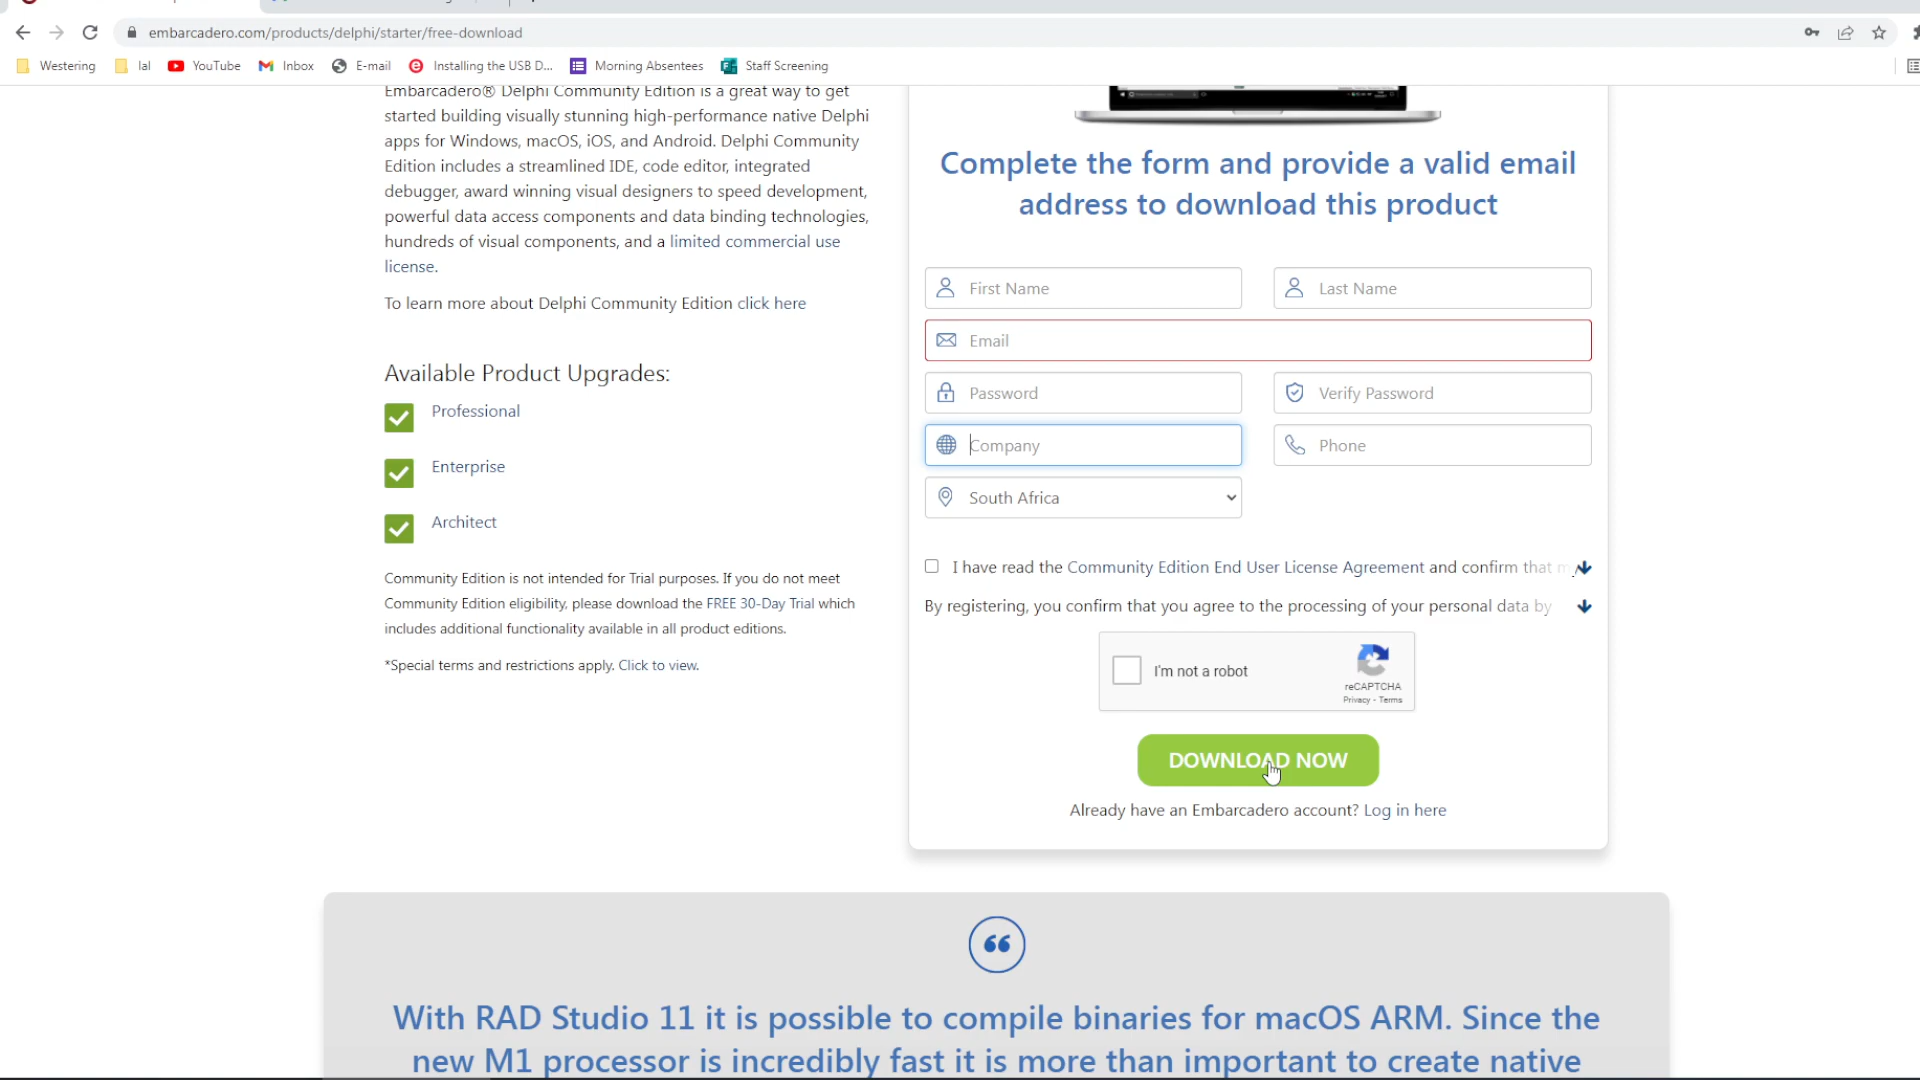 embarcadero.com/products/delphi/starter/free-download
Westering
lal
YouTube
Inbox
E-mail
Installing the USB D...
Morning Absentees
Staff Screening
Embarcadero® Delphi Community Edition is a great way to get
started building visually stunning high-performance native Delphi
apps for Windows, macOS, iOS, and Android. Delphi Community
Edition includes a streamlined IDE, code editor, integrated
debugger, award winning visual designers to speed development,
powerful data access components and data binding technologies,
hundreds of visual components, and a limited commercial use
license.
To learn more about Delphi Community Edition click here
Available Product Upgrades:
Professional
Enterprise
Architect
Community Edition is not intended for Trial purposes. If you do not meet
Community Edition eligibility, please download the FREE 30-Day Trial which
includes additional functionality available in all product editions.
*Special terms and restrictions apply. Click to view.
Complete the form and provide a valid email
address to download this product
First Name
Last Name
Email
Password
Verify Password
Company
Phone
South Africa
I have read the Community Edition End User License Agreement and confirm that my
By registering, you confirm that you agree to the processing of your personal data by
I'm not a robot
reCAPTCHA
Privacy - Terms
DOWNLOAD NOW
Already have an Embarcadero account? Log in here
With RAD Studio 11 it is possible to compile binaries for macOS ARM. Since the
new M1 processor is incredibly fast it is more than important to create native